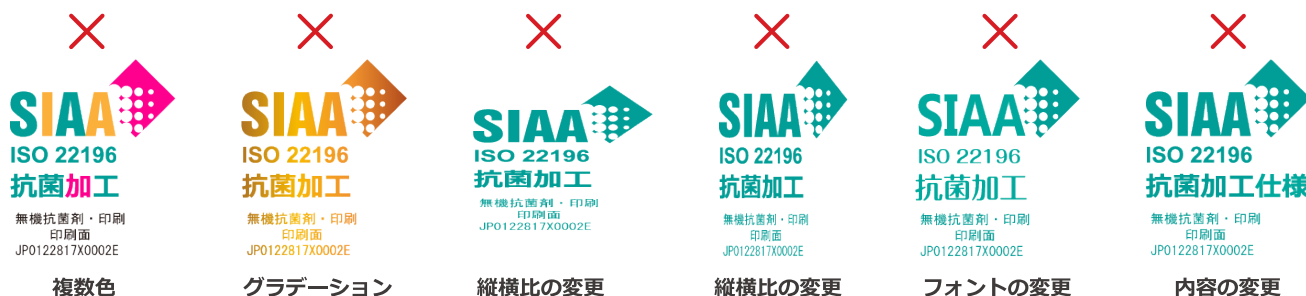 SIAA
ISO 22196
抗菌加工
無機抗菌剤・印刷
印刷面
JP0122817X0002E
複数色
SIAA
ISO 22196
抗菌加工
無機抗菌剤・印刷
印刷面
JP0122817X0002E
グラデーション
SIAA
ISO 22196
抗菌加工
無機抗菌剤・印刷
印刷面
JP0122817X0002E
縦横比の変更
SIAA
ISO 22196
抗菌加工
無機抗菌剤・印刷
印刷面
JP0122817X0002E
縦横比の変更
SIAA
ISO 22196
抗菌加工
無機抗菌剤・印刷
印刷面
JP0122817X0002E
フォントの変更
SIAA
ISO 22196
抗菌加工仕様
無機抗菌剤・印刷
印刷面
JP0122817X0002E
内容の変更